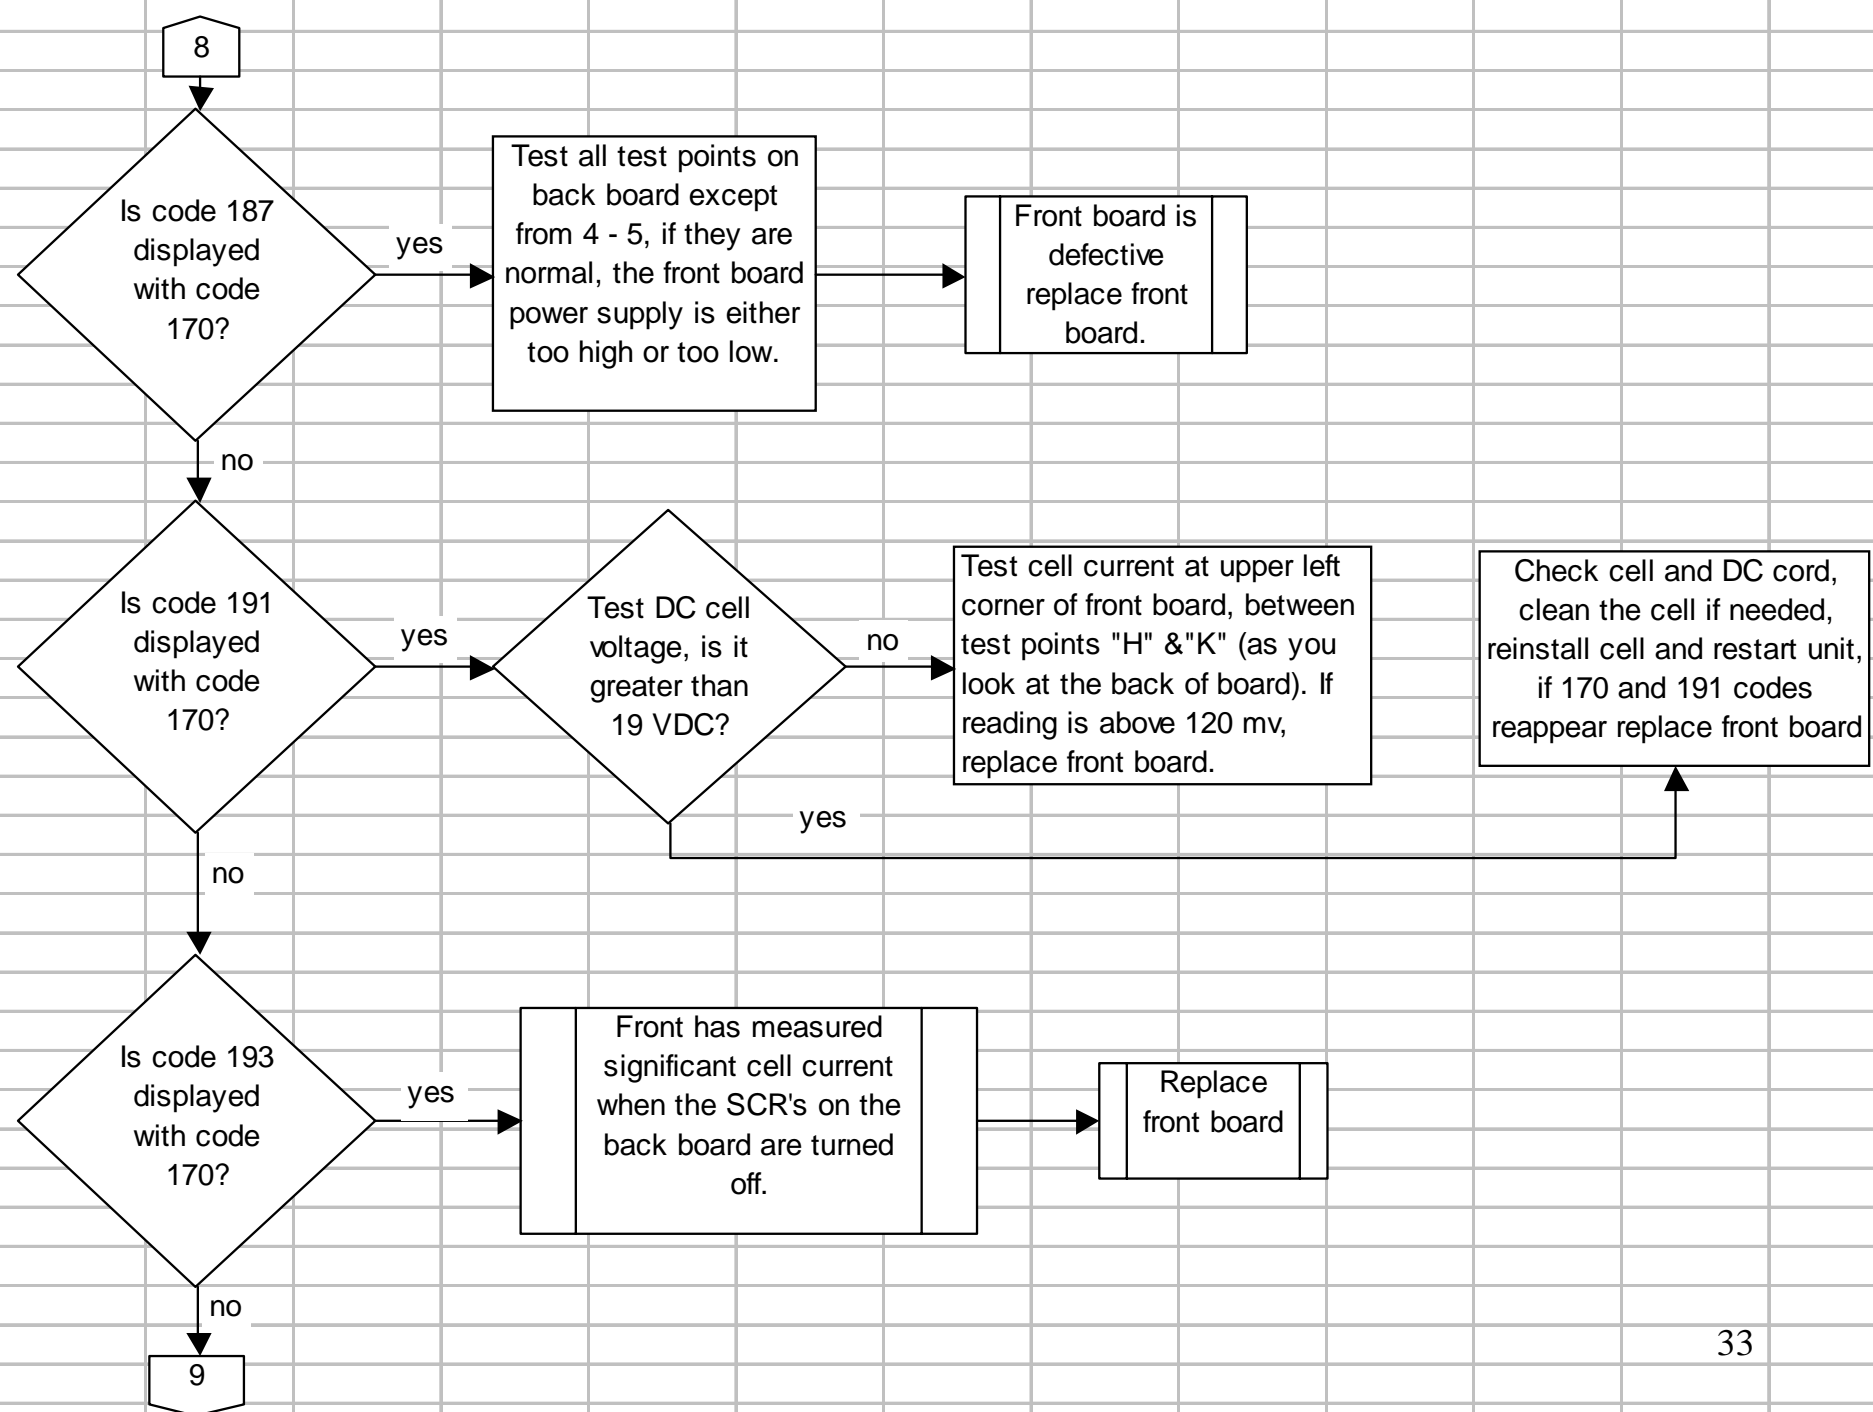 8
Is code 187
displayed
with code
170?
yes
Test all test points on
back board except
from 4 - 5, if they are
normal, the front board
power supply is either
too high or too low.
Front board is
defective
replace front
board.
no
Is code 191
displayed
with code
170?
yes
Test DC cell
voltage, is it
greater than
19 VDC?
no
Test cell current at upper left
corner of front board, between
test points "H" &"K" (as you
look at the back of board). If
reading is above 120 mv,
replace front board.
Check cell and DC cord,
clean the cell if needed,
reinstall cell and restart unit,
if 170 and 191 codes
reappear replace front board
yes
no
Is code 193
displayed
with code
170?
yes
Front has measured
significant cell current
when the SCR's on the
back board are turned
off.
Replace
front board
no
9
33